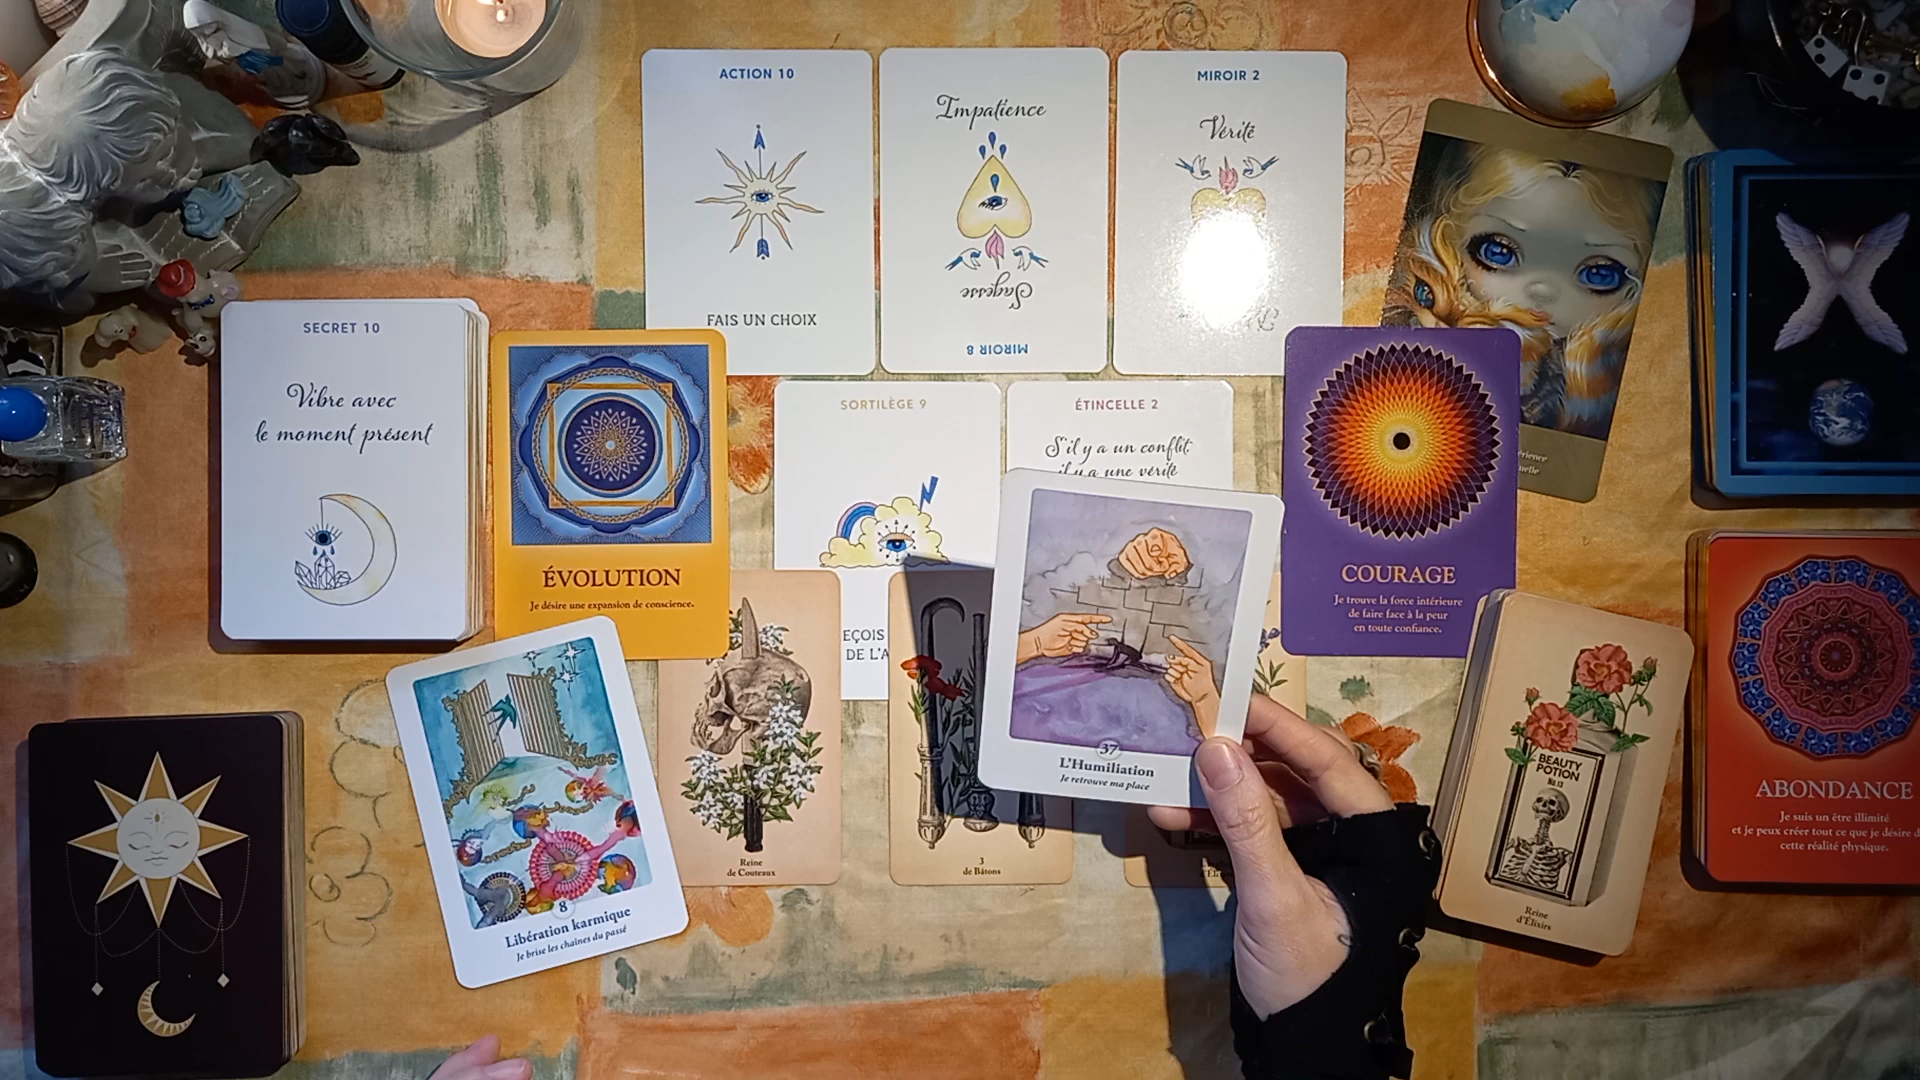 ACTION 10
FAIS UN CHOIX
Impatience
Sagesse
MIROIR 8
MIROIR 2
Vérité
SECRET 10
Vibre avec
le moment présent
ÉVOLUTION
Je désire une expansion de conscience.
SORTILÈGE 9
EÇOIS
DE L'A
ÉTINCELLE 2
S'il y a un conflit,
il y a une vérité
COURAGE
Je trouve la force intérieure
de faire face à la peur
en toute confiance.
8
Libération karmique
Je brise les chaînes du passé
Reine
de Couteaux
3
de Bâtons
37
L'Humiliation
Je retrouve ma place
BEAUTY
POTION
No 13
Reine
d'Élixirs
ABONDANCE
Je suis un être illimité
et je peux créer tout ce que je désire d
cette réalité physique.